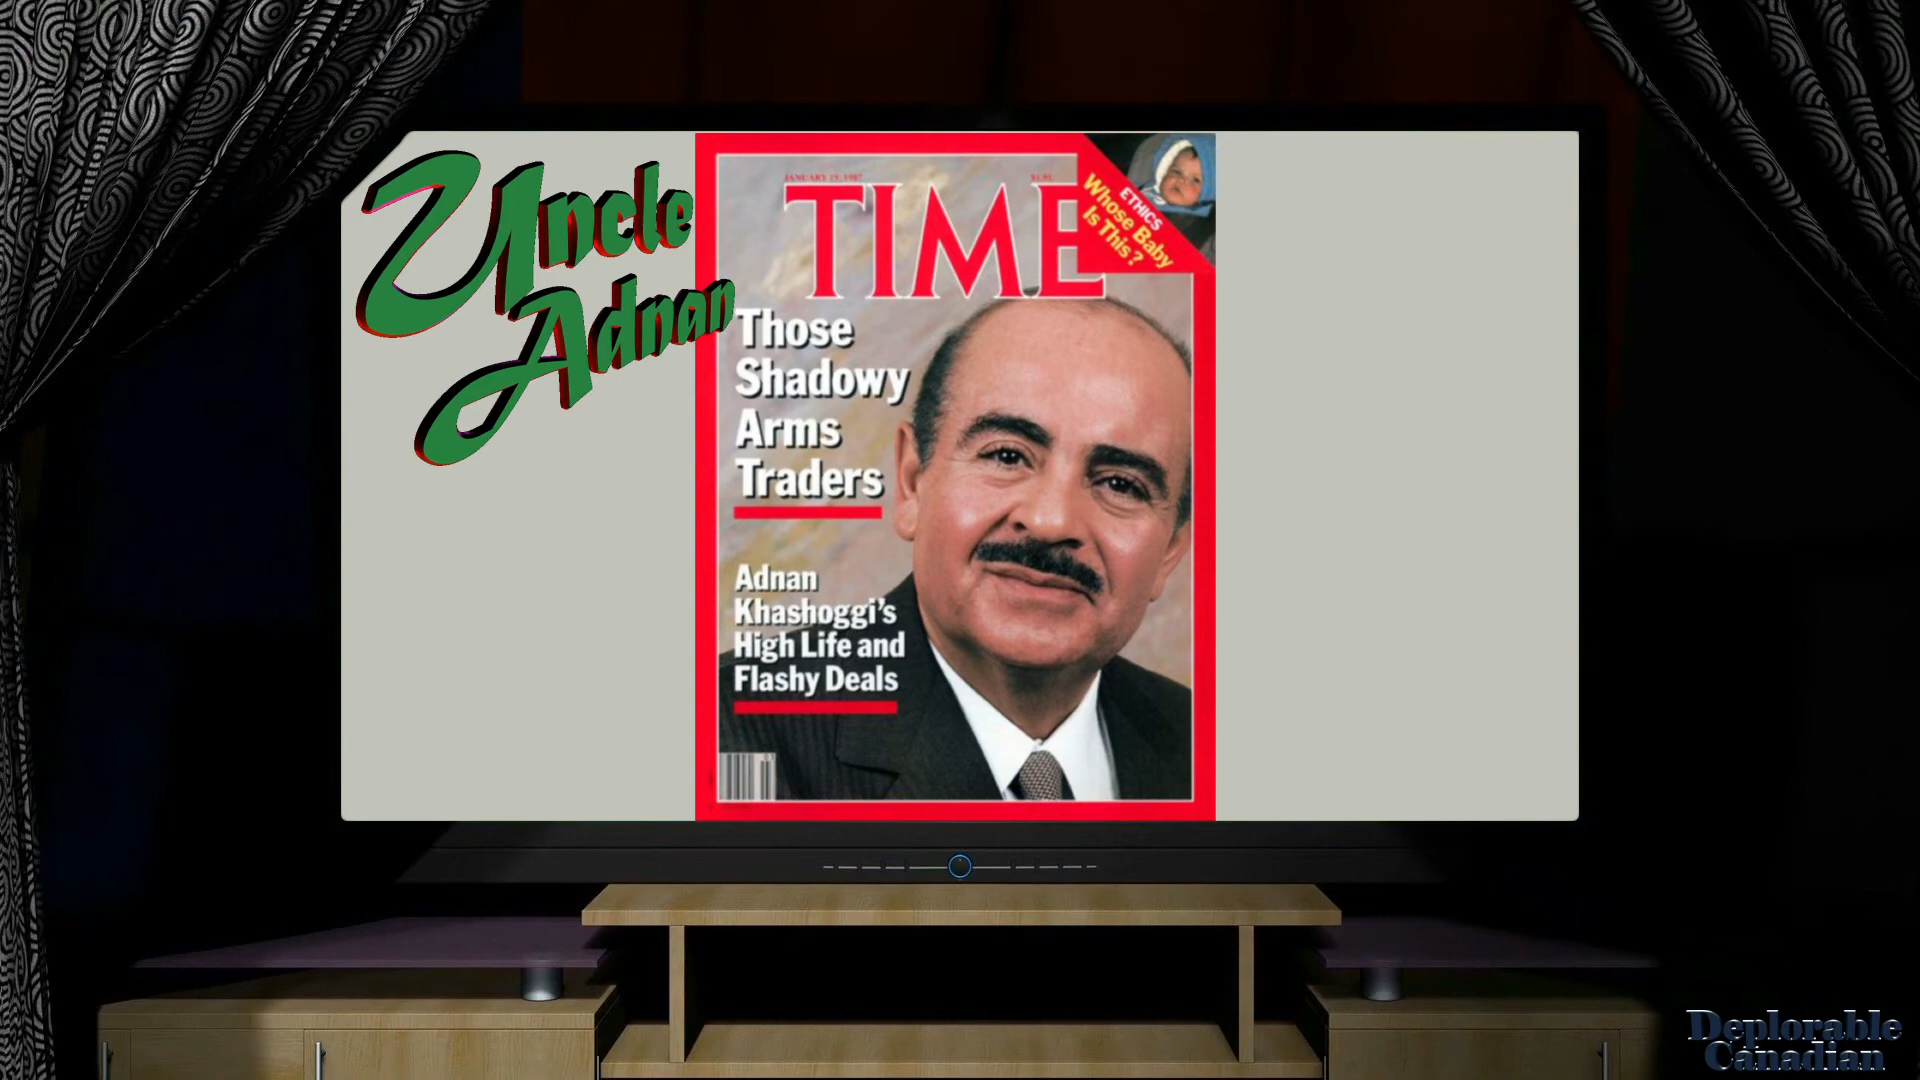 Uncle
Adnan
JANUARY 19, 1987
TIME
ETHICS
Whose Baby
Is This?
Those
Shadowy
Arms
Traders
Adnan
Khashoggi's
High Life and
Flashy Deals
Deplorable
Canadian